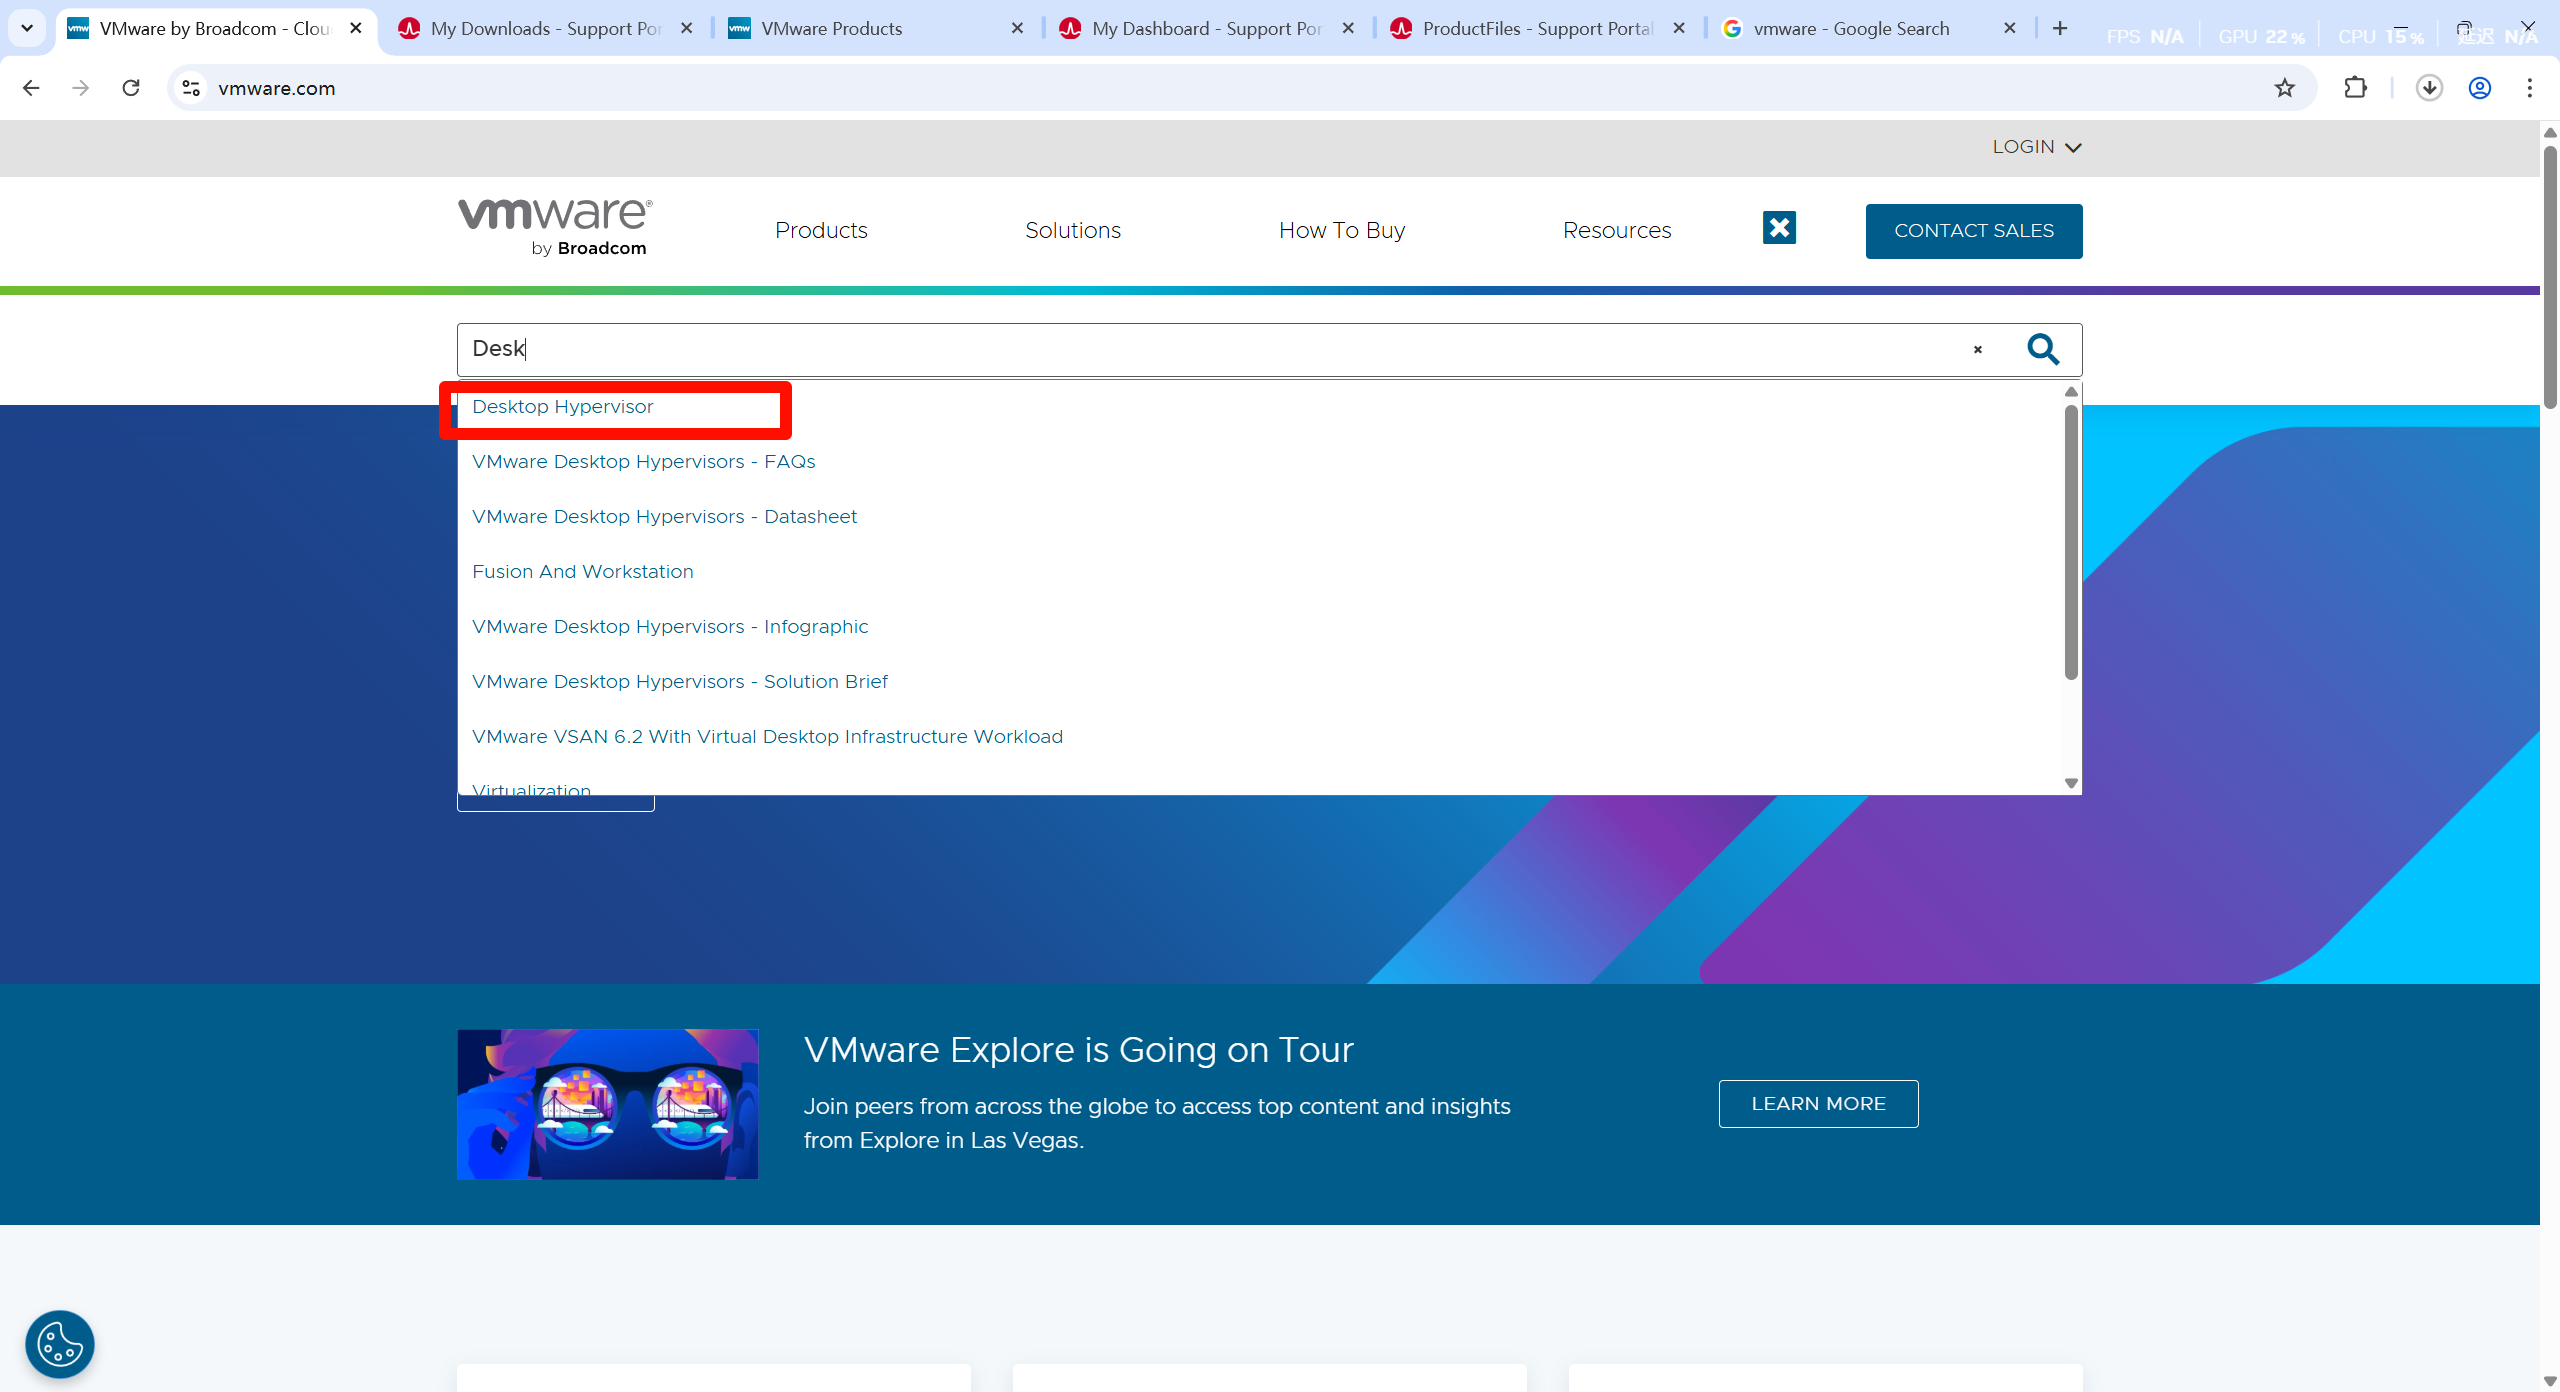 VMware by Broadcom - Clou
My Downloads - Support Por
VMware Products
My Dashboard - Support Por
ProductFiles - Support Portal
vmware - Google Search
FPS N/A
GPU 22 %
CPU 15 %
延迟 N/A
vmware.com
LOGIN
vmware®
by Broadcom
Products
Solutions
How To Buy
Resources
CONTACT SALES
Desk
Desktop Hypervisor
VMware Desktop Hypervisors - FAQs
VMware Desktop Hypervisors - Datasheet
Fusion And Workstation
VMware Desktop Hypervisors - Infographic
VMware Desktop Hypervisors - Solution Brief
VMware VSAN 6.2 With Virtual Desktop Infrastructure Workload
Virtualization
VMware Explore is Going on Tour
Join peers from across the globe to access top content and insights
from Explore in Las Vegas.
LEARN MORE